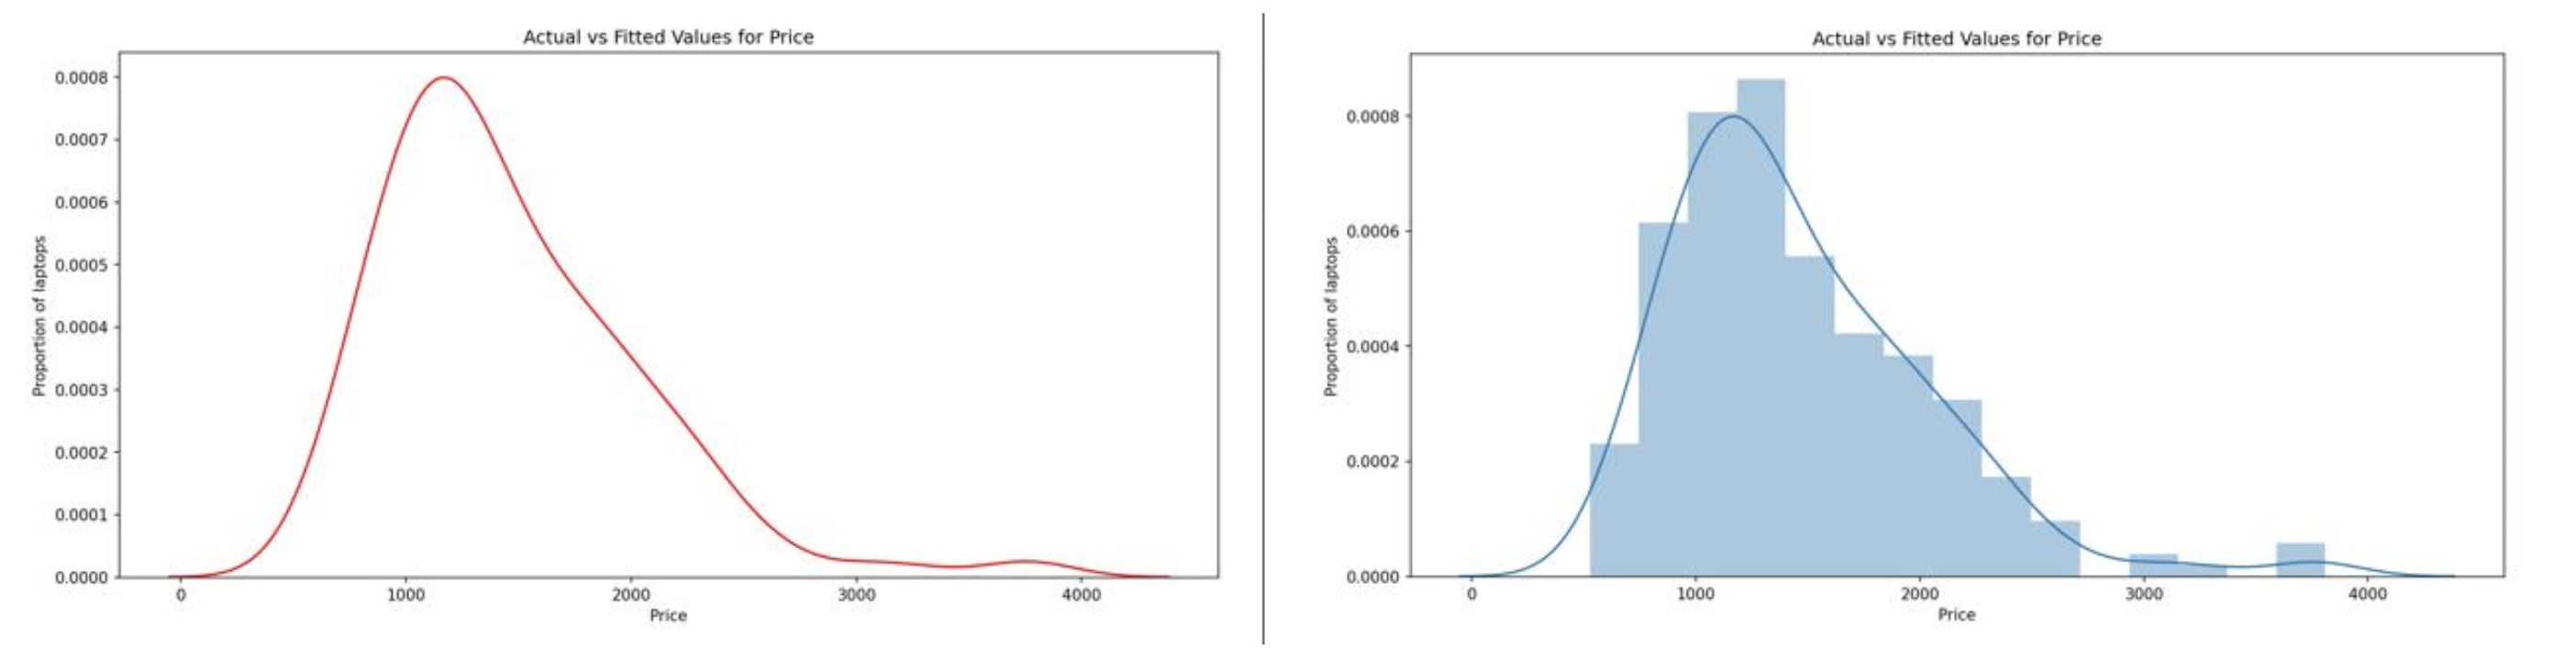 Actual vs Fitted Values for Price
Proportion of laptops
0.0008
0.0007
0.0006
0.0005
0.0004
0.0003
0.0002
0.0001
0.0000
0 1000 2000 3000 4000
Price
Actual vs Fitted Values for Price
Proportion of laptops
0.0008
0.0006
0.0004
0.0002
0.0000
0 1000 2000 3000 4000
Price